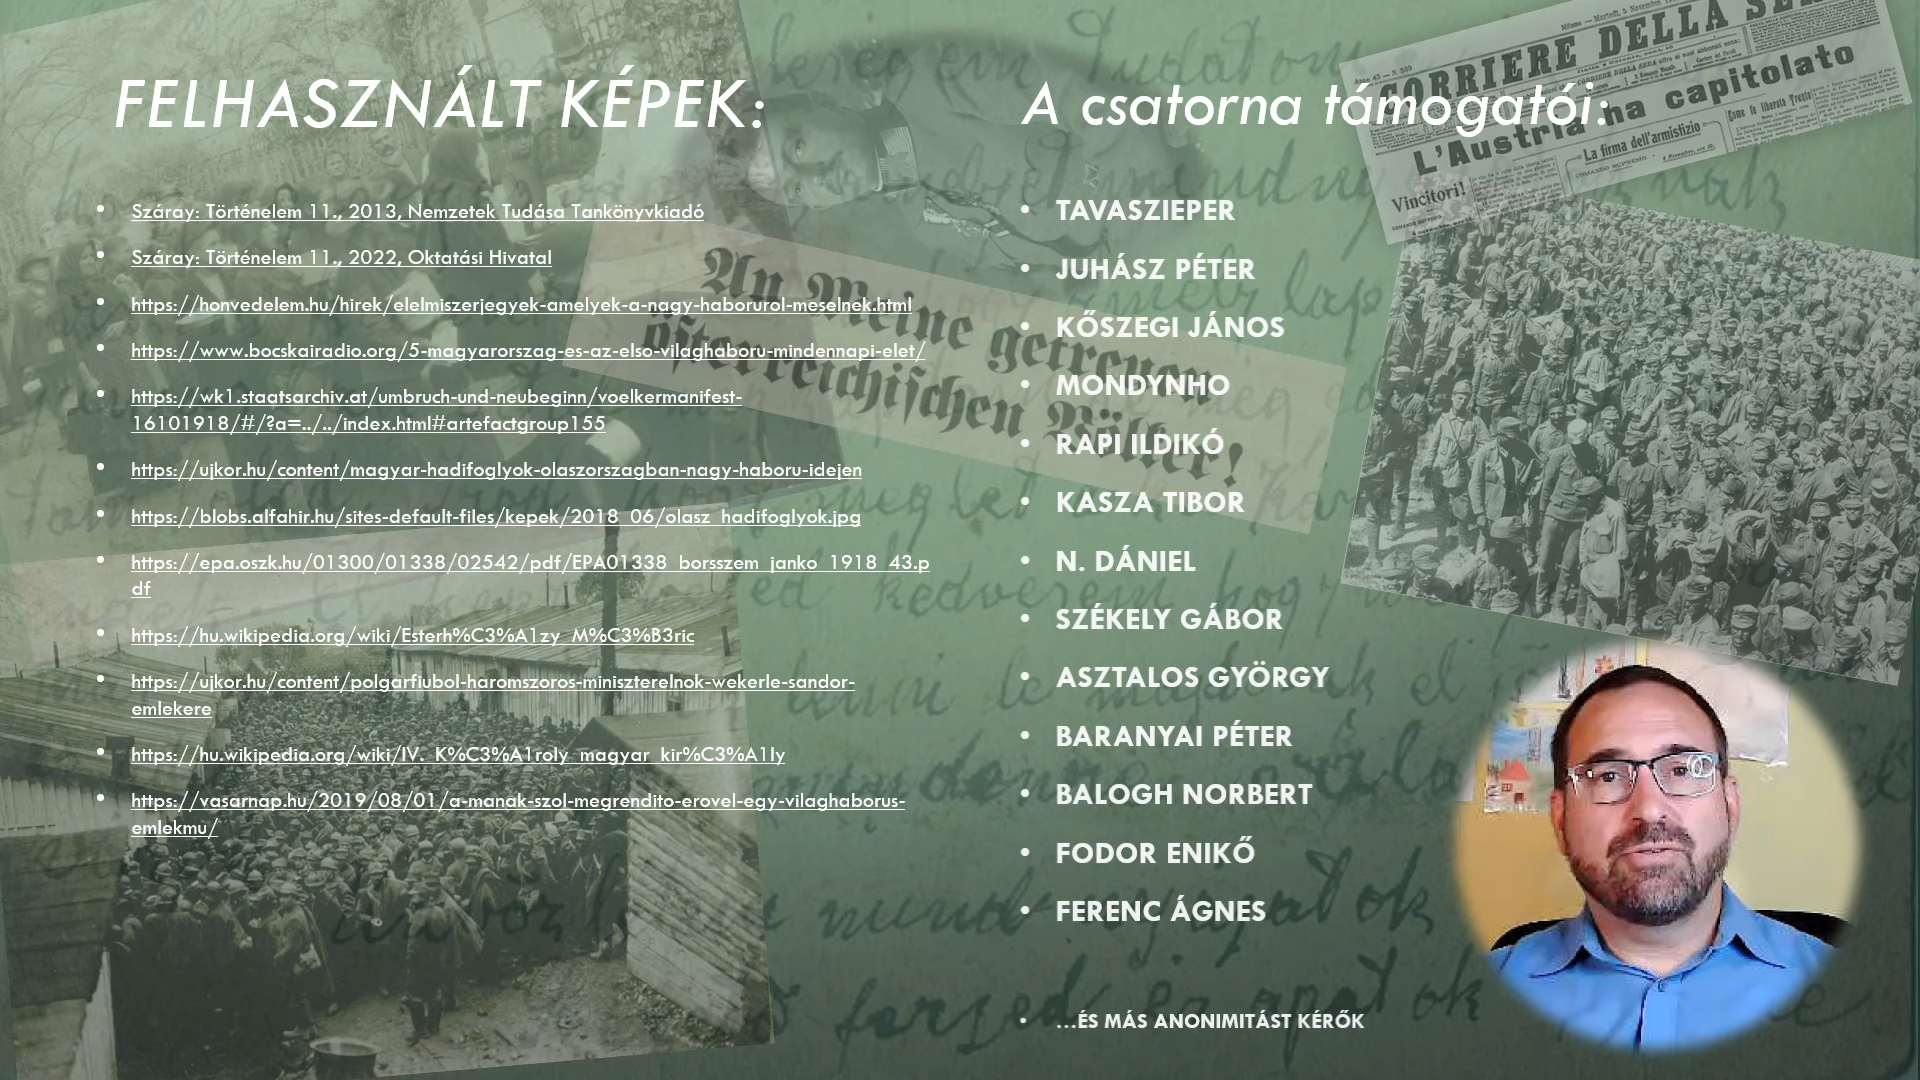 FELHASZNÁLT KÉPEK:
Száray: Történelem 11., 2013, Nemzetek Tudása Tankönyvkiadó
Száray: Történelem 11., 2022, Oktatási Hivatal
https://honvedelem.hu/hirek/elelmiszerjegyek-amelyek-a-nagy-haborurol-meselnek.html
https://www.bocskairadio.org/5-magyarorszag-es-az-elso-vilaghaboru-mindennapi-elet/
https://wk1.staatsarchiv.at/umbruch-und-neubeginn/voelkermanifest-
16101918/#/?a=../../index.html#artefactgroup155
https://ujkor.hu/content/magyar-hadifoglyok-olaszorszagban-nagy-haboru-idejen
https://blobs.alfahir.hu/sites-default-files/kepek/2018_06/olasz_hadifoglyok.jpg
https://epa.oszk.hu/01300/01338/02542/pdf/EPA01338_borsszem_janko_1918_43.p
df
https://hu.wikipedia.org/wiki/Esterh%C3%A1zy_M%C3%B3ric
https://ujkor.hu/content/polgarfiubol-haromszoros-miniszterelnok-wekerle-sandor-
emlekere
https://hu.wikipedia.org/wiki/IV._K%C3%A1roly_magyar_kir%C3%A1ly
https://vasarnap.hu/2019/08/01/a-manak-szol-megrendito-erovel-egy-vilaghaborus-
emlekmu/
A csatorna támogatói:
TAVASZIEPER
JUHÁSZ PÉTER
KŐSZEGI JÁNOS
MONDYNHO
RAPI ILDIKÓ
KASZA TIBOR
N. DÁNIEL
SZÉKELY GÁBOR
ASZTALOS GYÖRGY
BARANYAI PÉTER
BALOGH NORBERT
FODOR ENIKŐ
FERENC ÁGNES
...ÉS MÁS ANONIMITÁST KÉRŐK
An Meine getreuen
österreichischen Völker!
CORRIERE DELLA
L'Austria ha capitolato
La firma dell'armistizio
Vincitori!